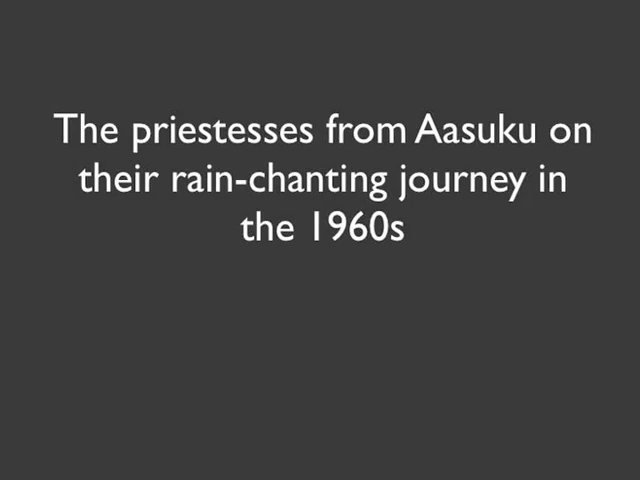 The priestesses from Aasuku on
their rain-chanting journey in
the 1960s